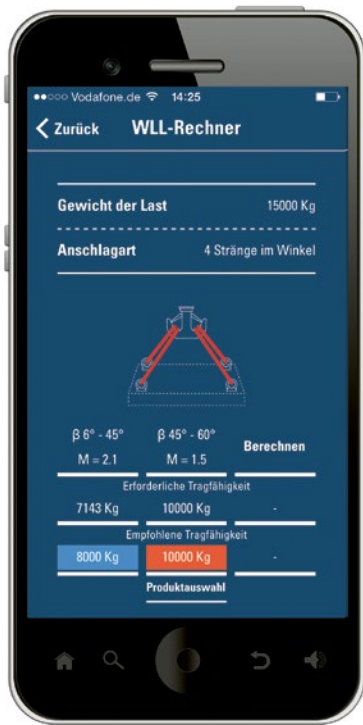 Vodafone.de 14:25
Zurück WLL-Rechner
Gewicht der Last 15000 Kg
Anschlagart 4 Stränge im Winkel
β 6° - 45° β 45° - 60° Berechnen
M = 2.1 M = 1.5
Erforderliche Tragfähigkeit
7143 Kg 10000 Kg -
Empfohlene Tragfähigkeit
8000 Kg 10000 Kg -
Produktauswahl